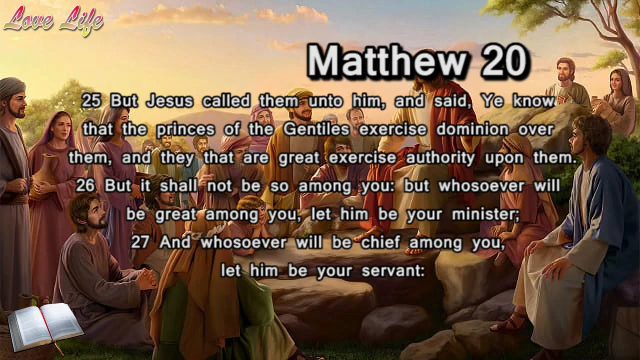 Love Life
Matthew 20
25 But Jesus called them unto him, and said, Ye know
that the princes of the Gentiles exercise dominion over
them, and they that are great exercise authority upon them.
26 But it shall not be so among you: but whosoever will
be great among you, let him be your minister;
27 And whosoever will be chief among you,
let him be your servant: